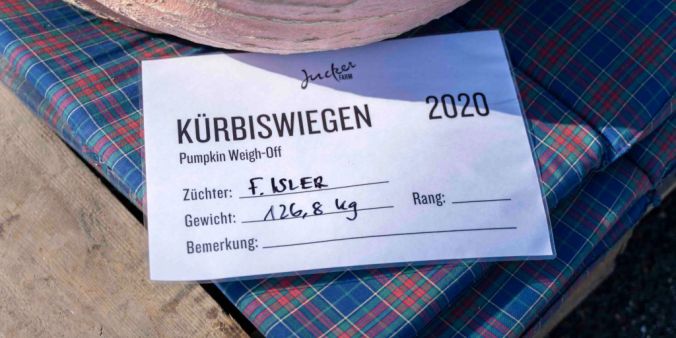 Jucker
FARM
KÜRBISWIEGEN 2020
Pumpkin Weigh-Off
Züchter: F. ISLER
Gewicht: 126,8 kg Rang:
Bemerkung: